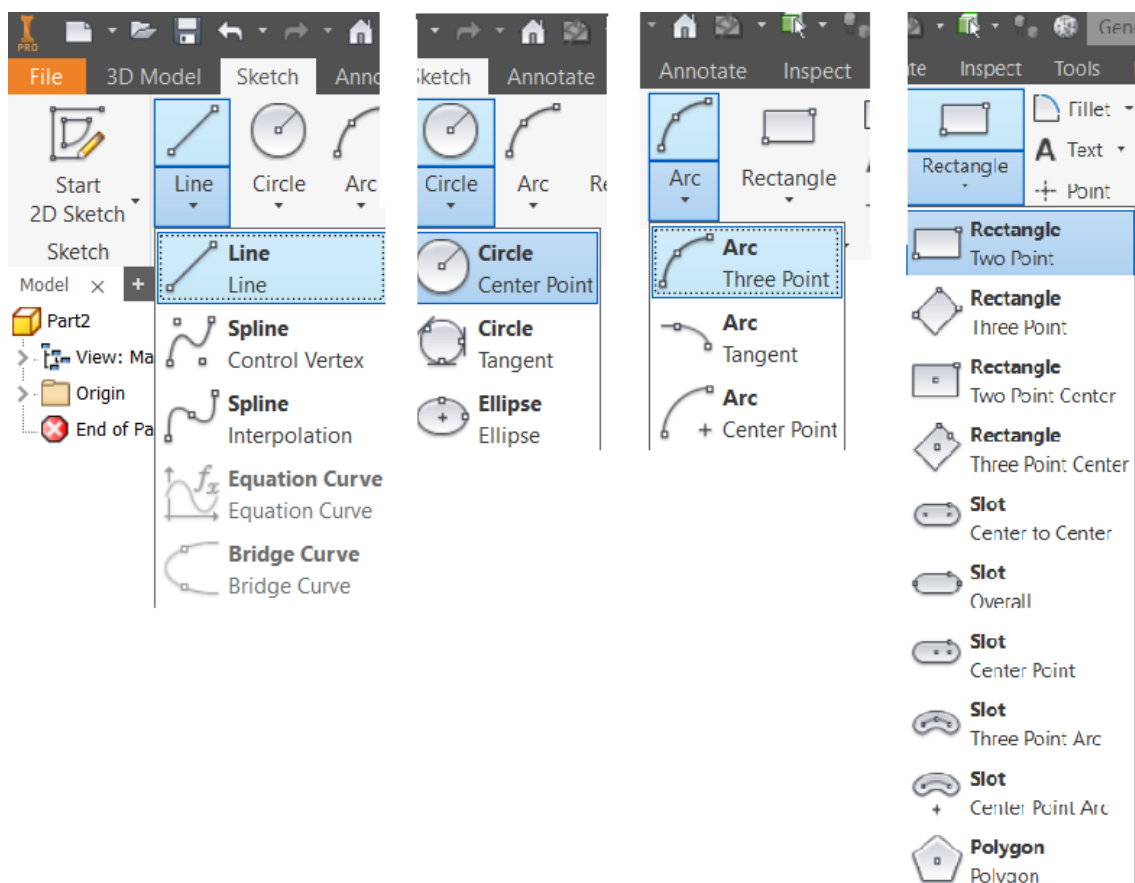 PRO
File 3D Model Sketch Anno
Start
2D Sketch
Line Circle Arc
Sketch
Model
Part2
View: Ma
Origin
End of Pa
Line
Line
Spline
Control Vertex
Spline
Interpolation
fx
Equation Curve
Equation Curve
Bridge Curve
Bridge Curve
Sketch Annotate
Circle Arc Re
Circle
Center Point
Circle
Tangent
Ellipse
Ellipse
Annotate Inspect
Arc Rectangle
Arc
Three Point
Arc
Tangent
Arc
Center Point
Gen
te Inspect Tools
Rectangle
Fillet
A Text
Point
Rectangle
Two Point
Rectangle
Three Point
Rectangle
Two Point Center
Rectangle
Three Point Center
Slot
Center to Center
Slot
Overall
Slot
Center Point
Slot
Three Point Arc
Slot
Center Point Arc
Polygon
Polygon